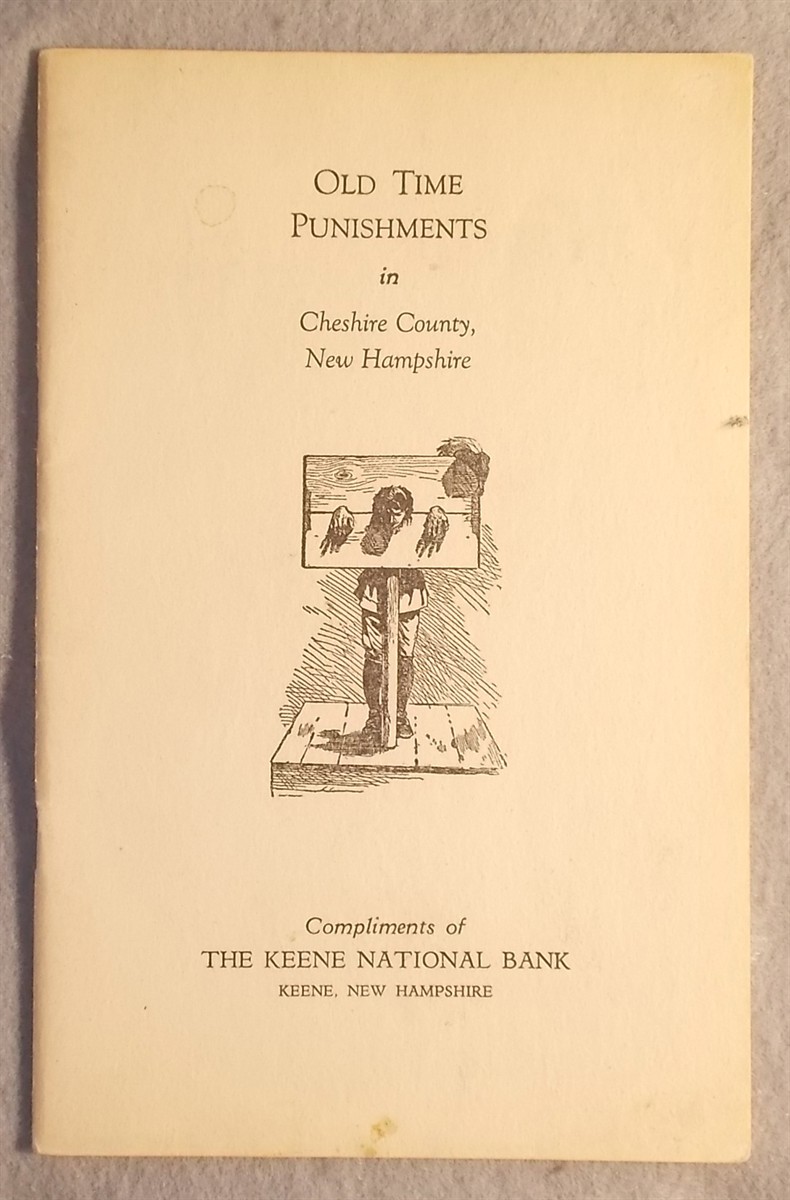 OLD TIME
PUNISHMENTS
in
Cheshire County,
New Hampshire
Compliments of
THE KEENE NATIONAL BANK
KEENE, NEW HAMPSHIRE